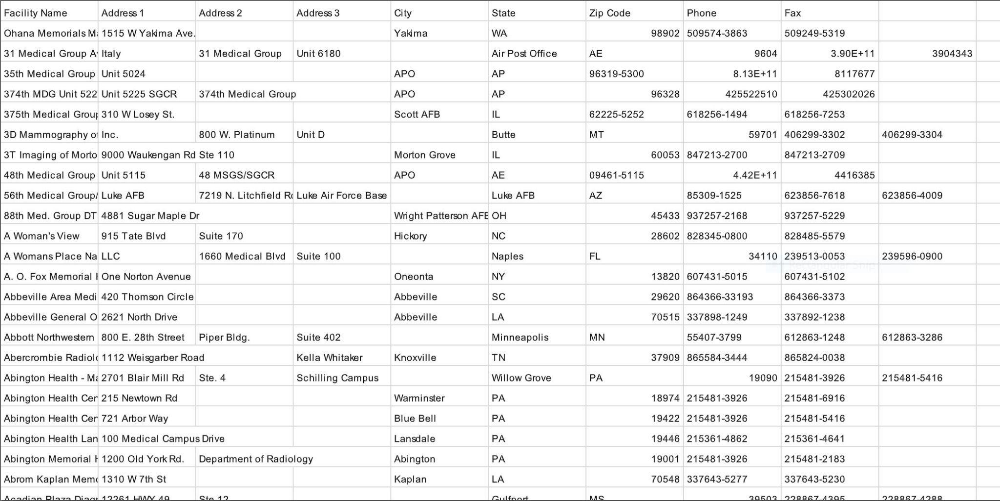 Facility Name Address 1 Address 2 Address 3 City State Zip Code Phone Fax
Ohana Memorials 1515 W Yakima Ave. Yakima WA 98902 509574-3863 509249-5319
31 Medical Group Italy 31 Medical Group Unit 6180 Air Post Office AE 9604 3.90E+11 3904343
35th Medical Group Unit 5024 APO AP 96319-5300 8.13E+11 8117677
374th MDG Unit 522 Unit 5225 SGCR 374th Medical Group APO AP 96328 425522510 425302026
375th Medical Group 310 W Losey St. Scott AFB IL 62225-5252 618256-1494 618256-7253
3D Mammography of Inc. 800 W. Platinum Unit D Butte MT 59701 406299-3302 406299-3304
3T Imaging of Morto 9000 Waukengan Rd Ste 110 Morton Grove IL 60053 847213-2700 847213-2709
48th Medical Group Unit 5115 48 MSGS/SGCR APO AE 09461-5115 4.42E+11 4416385
56th Medical Group/ Luke AFB 7219 N. Litchfield Luke Air Force Base Luke AFB AZ 85309-1525 623856-7618 623856-4009
88th Med. Group DT 4881 Sugar Maple Dr Wright Patterson AFB OH 45433 937257-2168 937257-5229
A Woman's View 915 Tate Blvd Suite 170 Hickory NC 28602 828345-0800 828485-5579
A Womans Place Na LLC 1660 Medical Blvd Suite 100 Naples FL 34110 239513-0053 239596-0900
Rectangular Snip
A. O. Fox Memorial One Norton Avenue Oneonta NY 13820 607431-5015 607431-5102
Abbeville Area Medi 420 Thomson Circle Abbeville SC 29620 864366-33193 864366-3373
Abbeville General O 2621 North Drive Abbeville LA 70515 337898-1249 337892-1238
Abbott Northwestern 800 E. 28th Street Piper Bldg. Suite 402 Minneapolis MN 55407-3799 612863-1248 612863-3286
Abercrombie Radiolo 1112 Weisgarber Road Kella Whitaker Knoxville TN 37909 865584-3444 865824-0038
Abington Health - Ma 2701 Blair Mill Rd Ste. 4 Schilling Campus Willow Grove PA 19090 215481-3926 215481-5416
Abington Health Cen 215 Newtown Rd Warminster PA 18974 215481-3926 215481-6916
Abington Health Cen 721 Arbor Way Blue Bell PA 19422 215481-3926 215481-5416
Abington Health Lan 100 Medical Campus Drive Lansdale PA 19446 215361-4862 215361-4641
Abington Memorial 1200 Old York Rd. Department of Radiology Abington PA 19001 215481-3926 215481-2183
Abrom Kaplan Memo 1310 W 7th St Kaplan LA 70548 337643-5277 337643-5230
Acadian Plaza Diagn 12261 HWY 49 Ste 12 Gulfport MS 39503 228867-4395 228867-4288